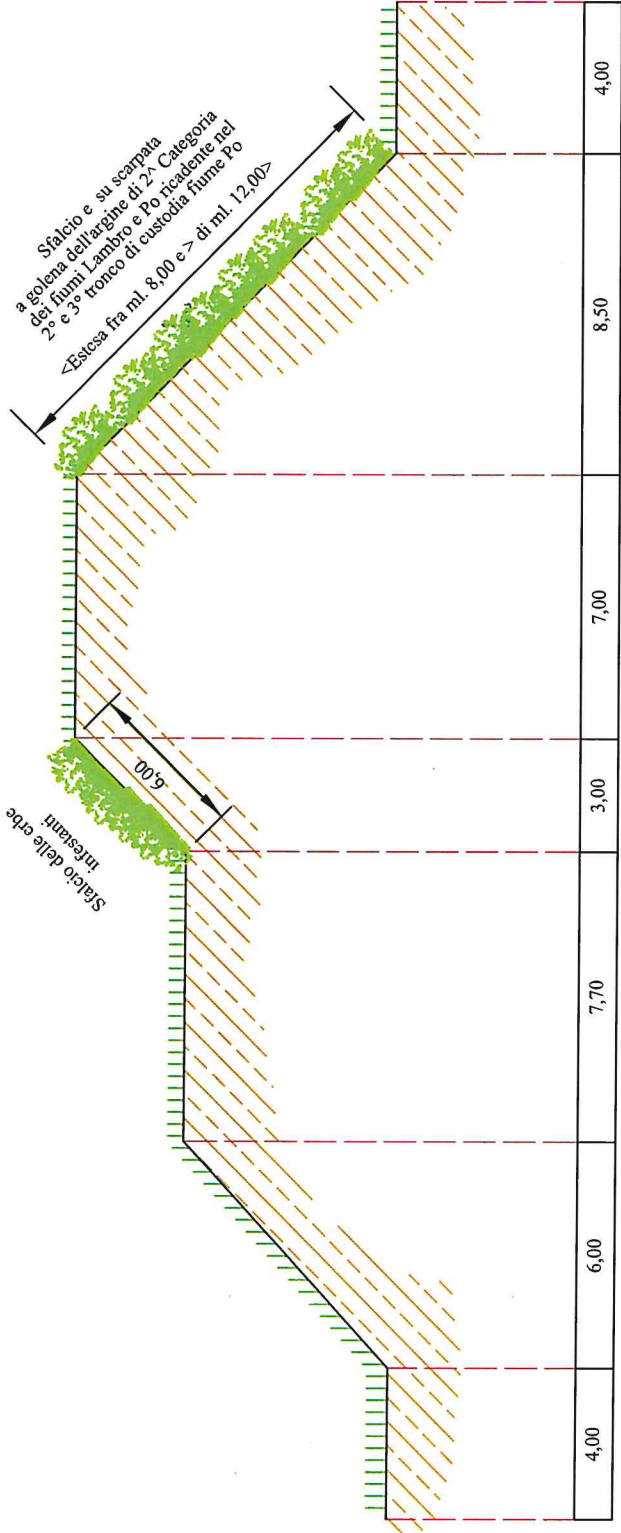 Sfalcio e su scarpata
a golena dell'argine di 2^ Categoria
dei fiumi Lambro e Po ricadente nel
2° e 3° tronco di custodia fiume Po
<Estesa fra ml. 8,00 e > di ml. 12,00>
Sfalcio delle erbe
infestanti
6,00
4,00
6,00
7,70
3,00
7,00
8,50
4,00